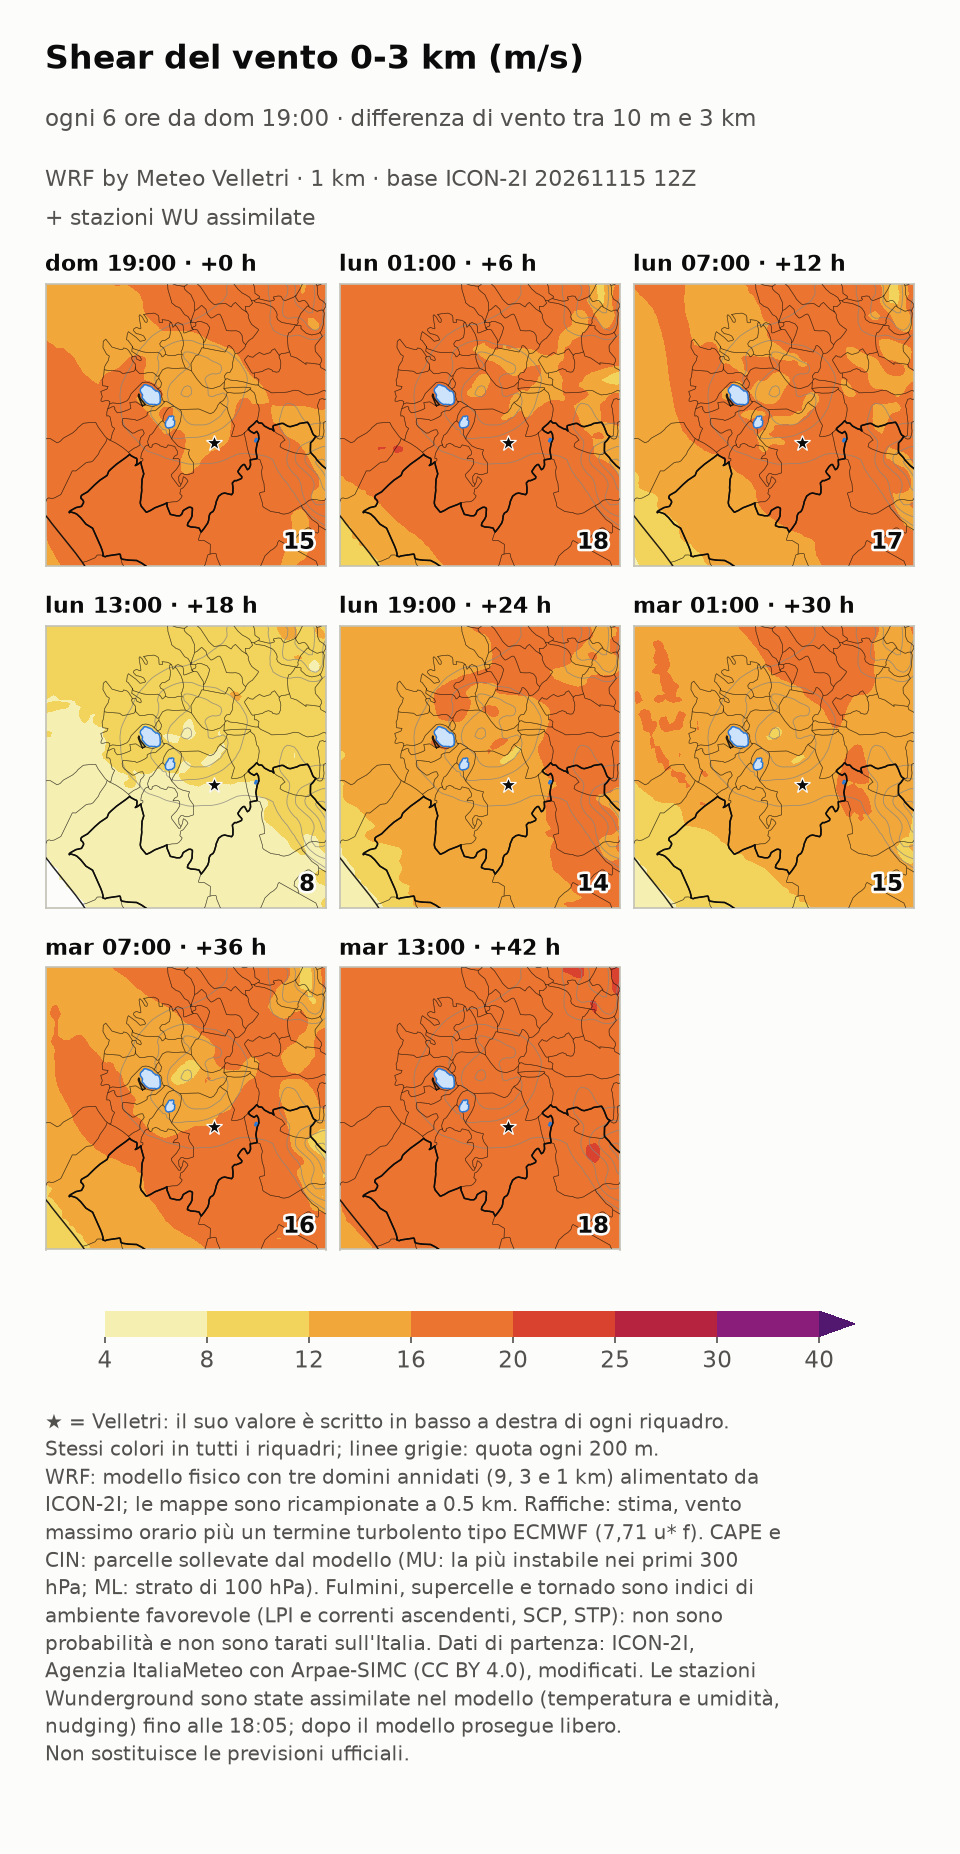 Shear del vento 0-3 km (m/s)
ogni 6 ore da dom 19:00 · differenza di vento tra 10 m e 3 km
WRF by Meteo Velletri · 1 km · base ICON-2I 20261115 12Z
+ stazioni WU assimilate
dom 19:00 · +0 h
lun 01:00 · +6 h
lun 07:00 · +12 h
15
18
17
lun 13:00 · +18 h
lun 19:00 · +24 h
mar 01:00 · +30 h
8
14
15
mar 07:00 · +36 h
mar 13:00 · +42 h
16
18
4 8 12 16 20 25 30 40
★ = Velletri: il suo valore è scritto in basso a destra di ogni riquadro.
Stessi colori in tutti i riquadri; linee grigie: quota ogni 200 m.
WRF: modello fisico con tre domini annidati (9, 3 e 1 km) alimentato da
ICON-2I; le mappe sono ricampionate a 0.5 km. Raffiche: stima, vento
massimo orario più un termine turbolento tipo ECMWF (7,71 u* f). CAPE e
CIN: parcelle sollevate dal modello (MU: la più instabile nei primi 300
hPa; ML: strato di 100 hPa). Fulmini, supercelle e tornado sono indici di
ambiente favorevole (LPI e correnti ascendenti, SCP, STP): non sono
probabilità e non sono tarati sull'Italia. Dati di partenza: ICON-2I,
Agenzia ItaliaMeteo con Arpae-SIMC (CC BY 4.0), modificati. Le stazioni
Wunderground sono state assimilate nel modello (temperatura e umidità,
nudging) fino alle 18:05; dopo il modello prosegue libero.
Non sostituisce le previsioni ufficiali.